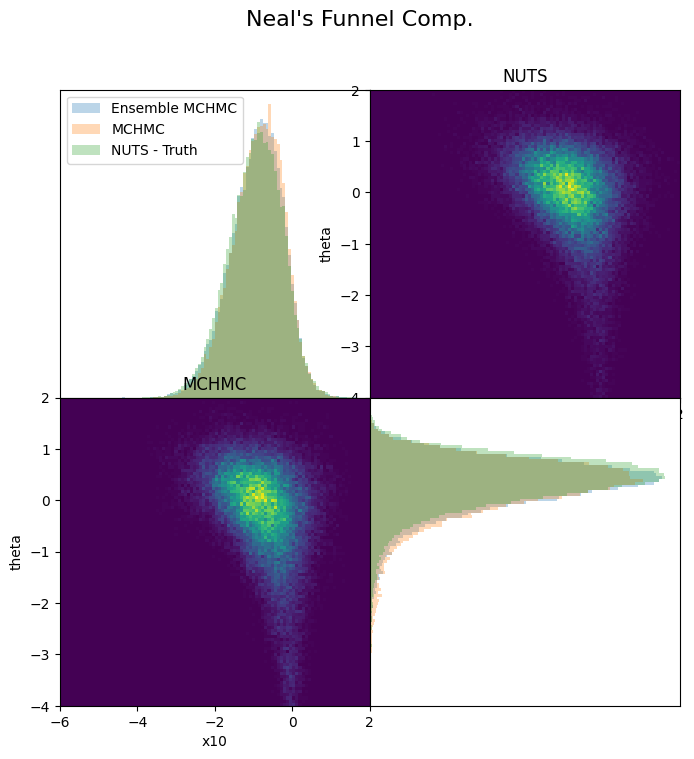 Neal's Funnel Comp.
Ensemble MCHMC
MCHMC
NUTS - Truth
NUTS
2
1
0
−1
−2
−3
−4
theta
MCHMC
2
1
0
−1
−2
−3
−4
theta
−6
−4
−2
0
2
x10